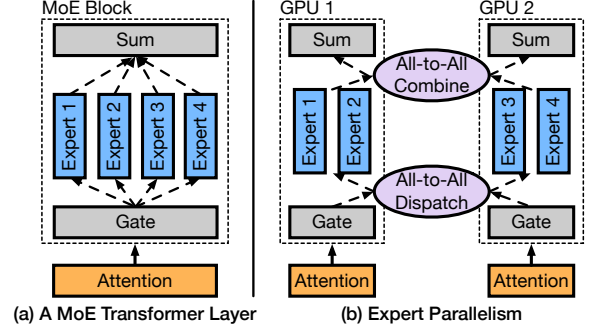 MoE Block
Sum
Expert 1
Expert 2
Expert 3
Expert 4
Gate
Attention
(a) A MoE Transformer Layer
GPU 1
GPU 2
Sum
Sum
All-to-All
Combine
Expert 1
Expert 2
Expert 3
Expert 4
All-to-All
Dispatch
Gate
Gate
Attention
Attention
(b) Expert Parallelism